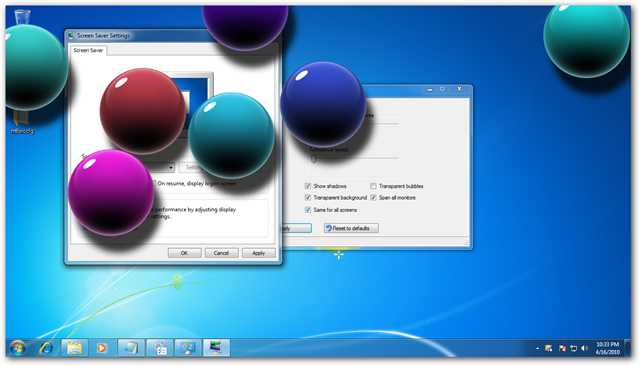 Screen Saver Settings
Screen Saver
On resume, display logon screen
performance by adjusting display
settings.
OK
Cancel
Apply
Show shadows
Transparent bubbles
Transparent background
Span all monitors
Same for all screens
Reset to defaults
10:33 PM
4/16/2010